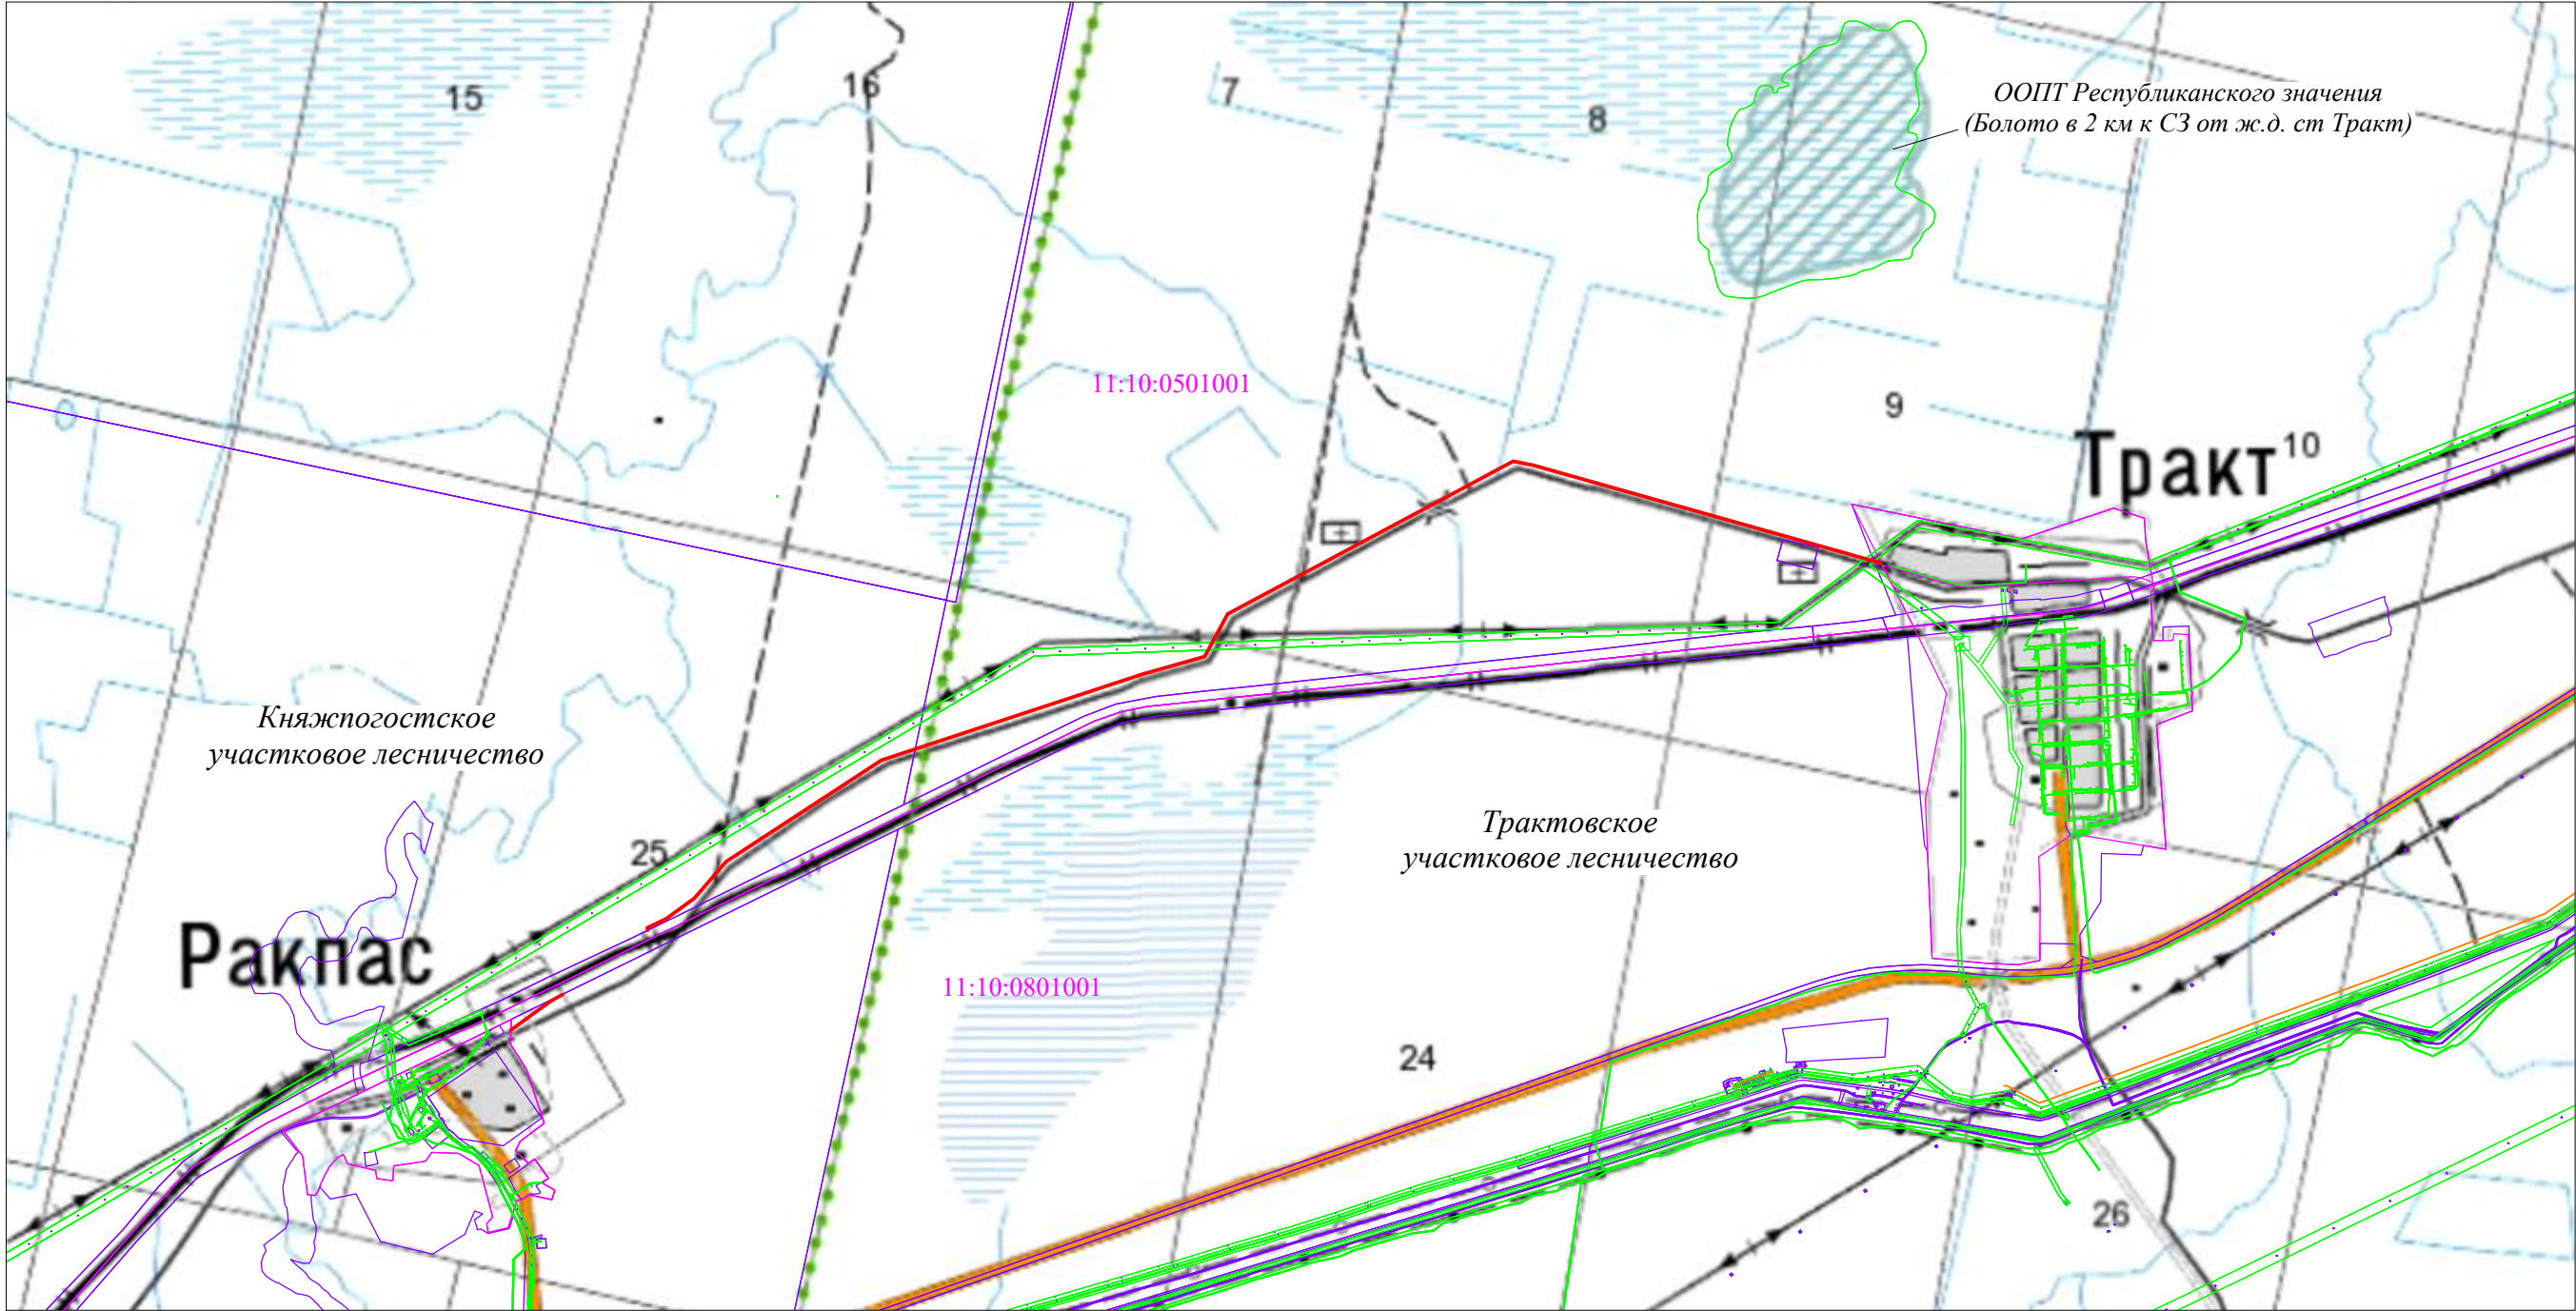 15
16
7
8
ООПТ Республиканского значения
(Болото в 2 км к СЗ от ж.д. ст Тракт)
11:10:0501001
9
Тракт 10
Княжпогостское
участковое лесничество
Трактовское
участковое лесничество
25
Ракпас
11:10:0801001
24
26